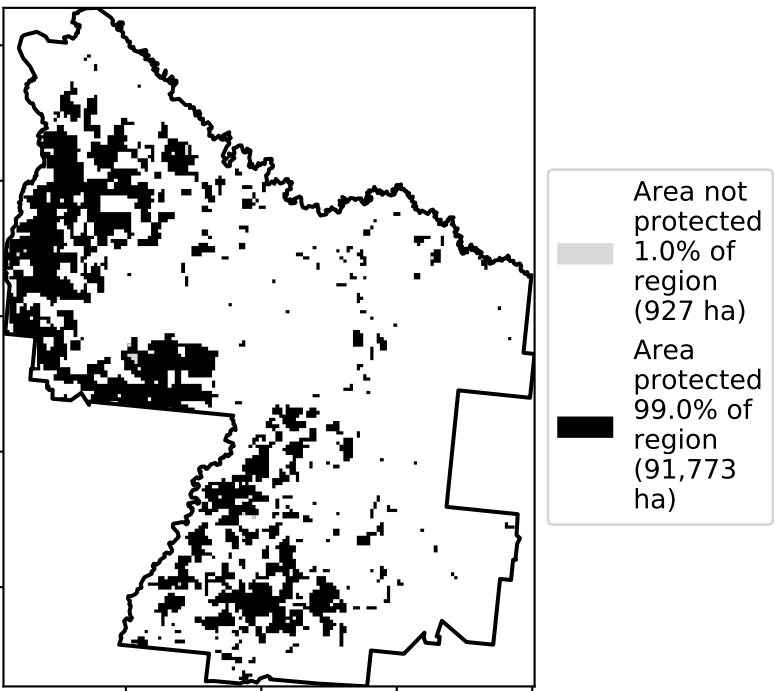 Area not
protected
1.0% of
region
(927 ha)
Area
protected
99.0% of
region
(91,773
ha)